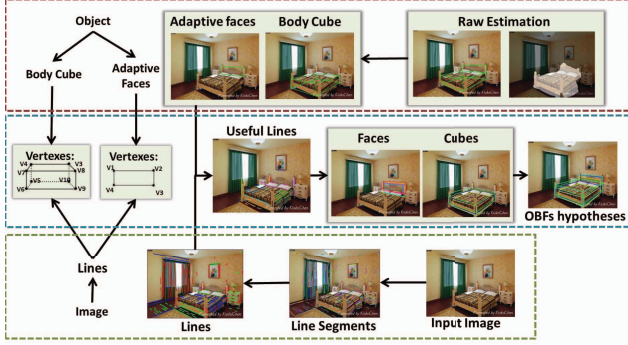 Object
Body Cube
Adaptive
Faces
Adaptive faces
Body Cube
Raw Estimation
Vertexes:
V4
V3
V7
V8
V5
V10
V6
V9
Vertexes:
V1
V2
V4
V3
Useful Lines
Faces
Cubes
OBFs hypotheses
Lines
Image
Lines
Line Segments
Input Image